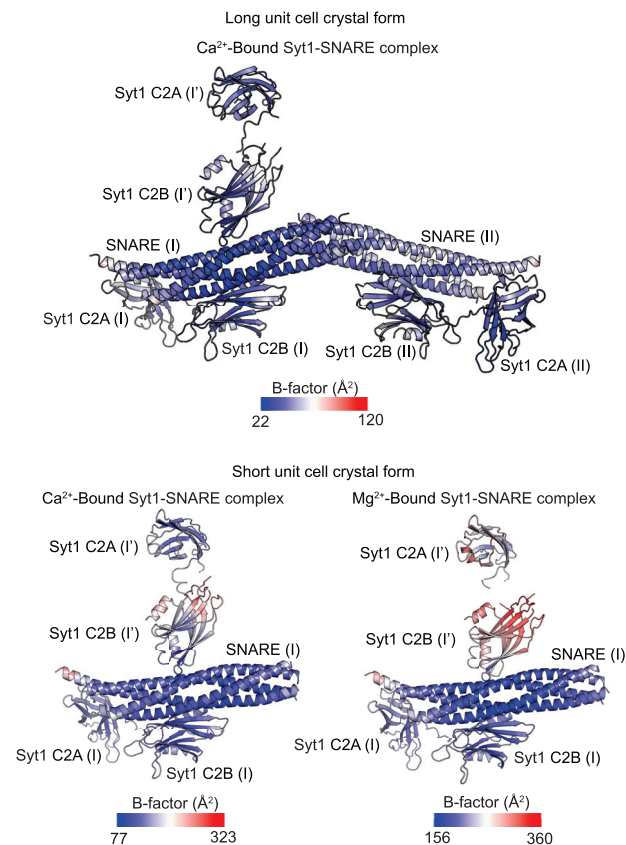 Long unit cell crystal form
Ca²⁺-Bound Syt1-SNARE complex
Syt1 C2A (I')
Syt1 C2B (I')
SNARE (I)
SNARE (II)
Syt1 C2A (I)
Syt1 C2B (I)
Syt1 C2B (II)
Syt1 C2A (II)
B-factor (Å²)
22 120
Short unit cell crystal form
Ca²⁺-Bound Syt1-SNARE complex
Mg²⁺-Bound Syt1-SNARE complex
Syt1 C2A (I')
Syt1 C2A (I')
Syt1 C2B (I')
SNARE (I)
Syt1 C2B (I')
SNARE (I)
Syt1 C2A (I)
Syt1 C2B (I)
Syt1 C2A (I)
Syt1 C2B (I)
B-factor (Å²)
77 323
B-factor (Å²)
156 360